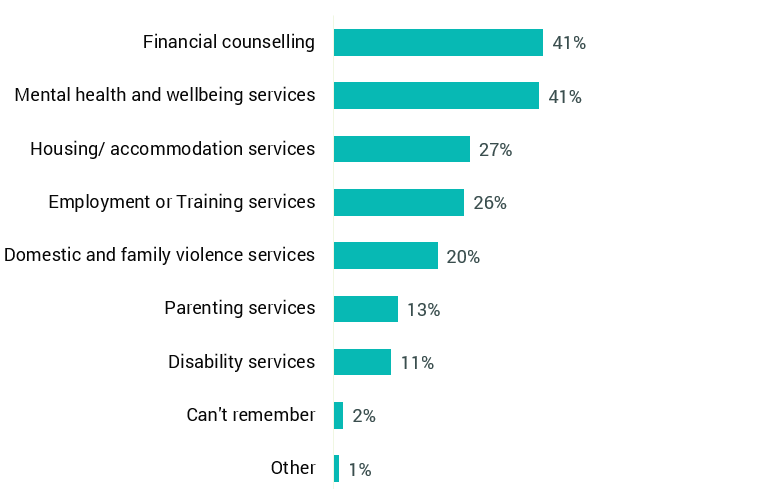 Financial counselling 41%
Mental health and wellbeing services 41%
Housing/ accommodation services 27%
Employment or Training services 26%
Domestic and family violence services 20%
Parenting services 13%
Disability services 11%
Can't remember 2%
Other 1%